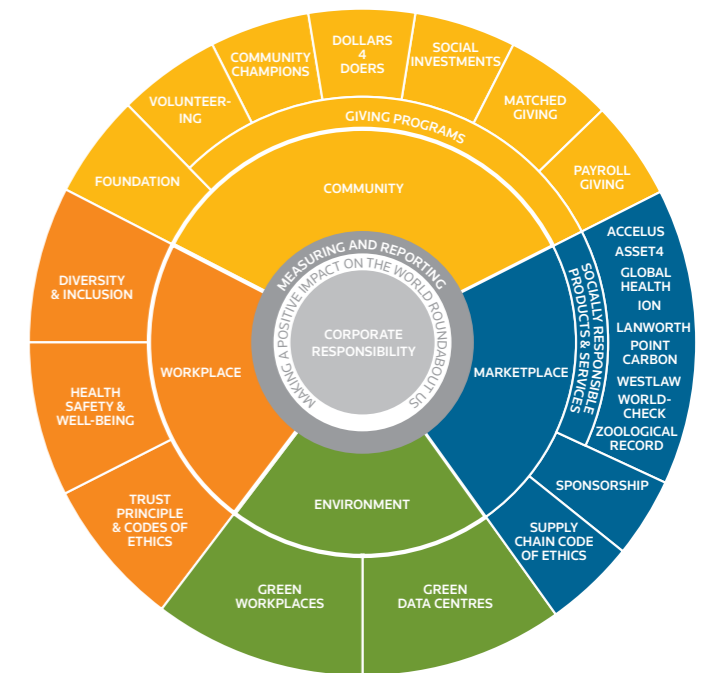 DOLLARS
4
DOERS
COMMUNITY
CHAMPIONS
SOCIAL
INVESTMENTS
VOLUNTEER-
ING
MATCHED
GIVING
GIVING PROGRAMS
FOUNDATION
PAYROLL
GIVING
COMMUNITY
MEASURING AND REPORTING
MAKING A POSITIVE IMPACT ON THE WORLD ROUNDABOUT US
CORPORATE
RESPONSIBILITY
DIVERSITY
& INCLUSION
WORKPLACE
HEALTH
SAFETY &
WELL-BEING
TRUST
PRINCIPLE
& CODES OF
ETHICS
MARKETPLACE
SOCIALLY RESPONSIBLE
PRODUCTS & SERVICES
ACCELUS
ASSET4
GLOBAL
HEALTH
ION
LANWORTH
POINT
CARBON
WESTLAW
WORLD-
CHECK
ZOOLOGICAL
RECORD
SPONSORSHIP
SUPPLY
CHAIN CODE
OF ETHICS
ENVIRONMENT
GREEN
WORKPLACES
GREEN
DATA CENTRES